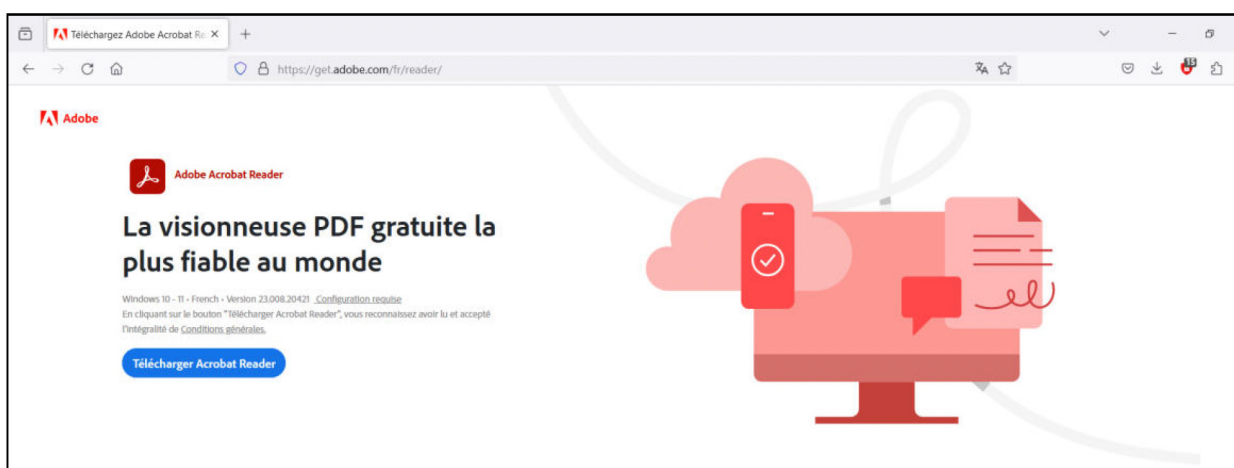 Téléchargez Adobe Acrobat Re
https://get.adobe.com/fr/reader/
15
Adobe
Adobe Acrobat Reader
La visionneuse PDF gratuite la
plus fiable au monde
Windows 10 - 11 - French - Version 23.008.20421 Configuration requise
En cliquant sur le bouton "Télécharger Acrobat Reader", vous reconnaissez avoir lu et accepté
l'intégralité de Conditions générales.
Télécharger Acrobat Reader